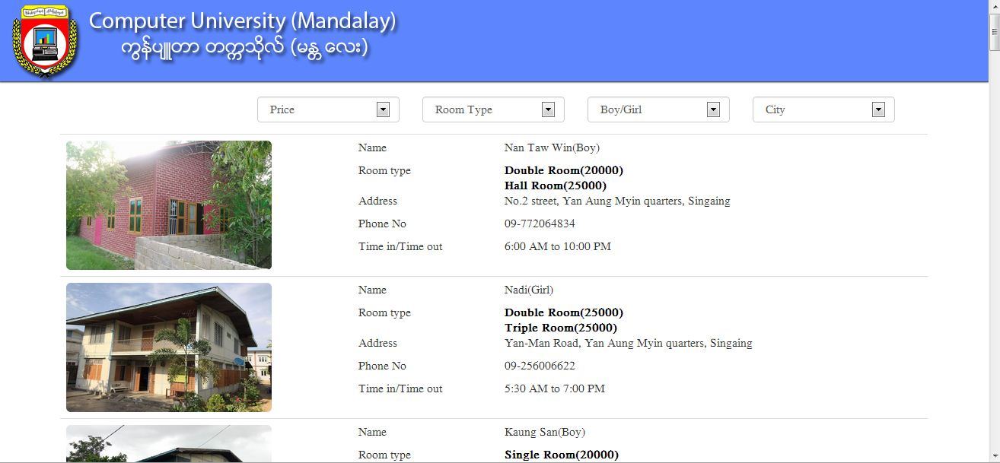 Computer University (Mandalay)
ကွန်ပျူတာ တက္ကသိုလ် (မန္တလေး)
Price
Room Type
Boy/Girl
City
Name Nan Taw Win(Boy)
Room type Double Room(20000)
Hall Room(25000)
Address No.2 street, Yan Aung Myin quarters, Singaing
Phone No 09-772064834
Time in/Time out 6:00 AM to 10:00 PM
Name Nadi(Girl)
Room type Double Room(25000)
Triple Room(25000)
Address Yan-Man Road, Yan Aung Myin quarters, Singaing
Phone No 09-256006622
Time in/Time out 5:30 AM to 7:00 PM
Name Kaung San(Boy)
Room type Single Room(20000)